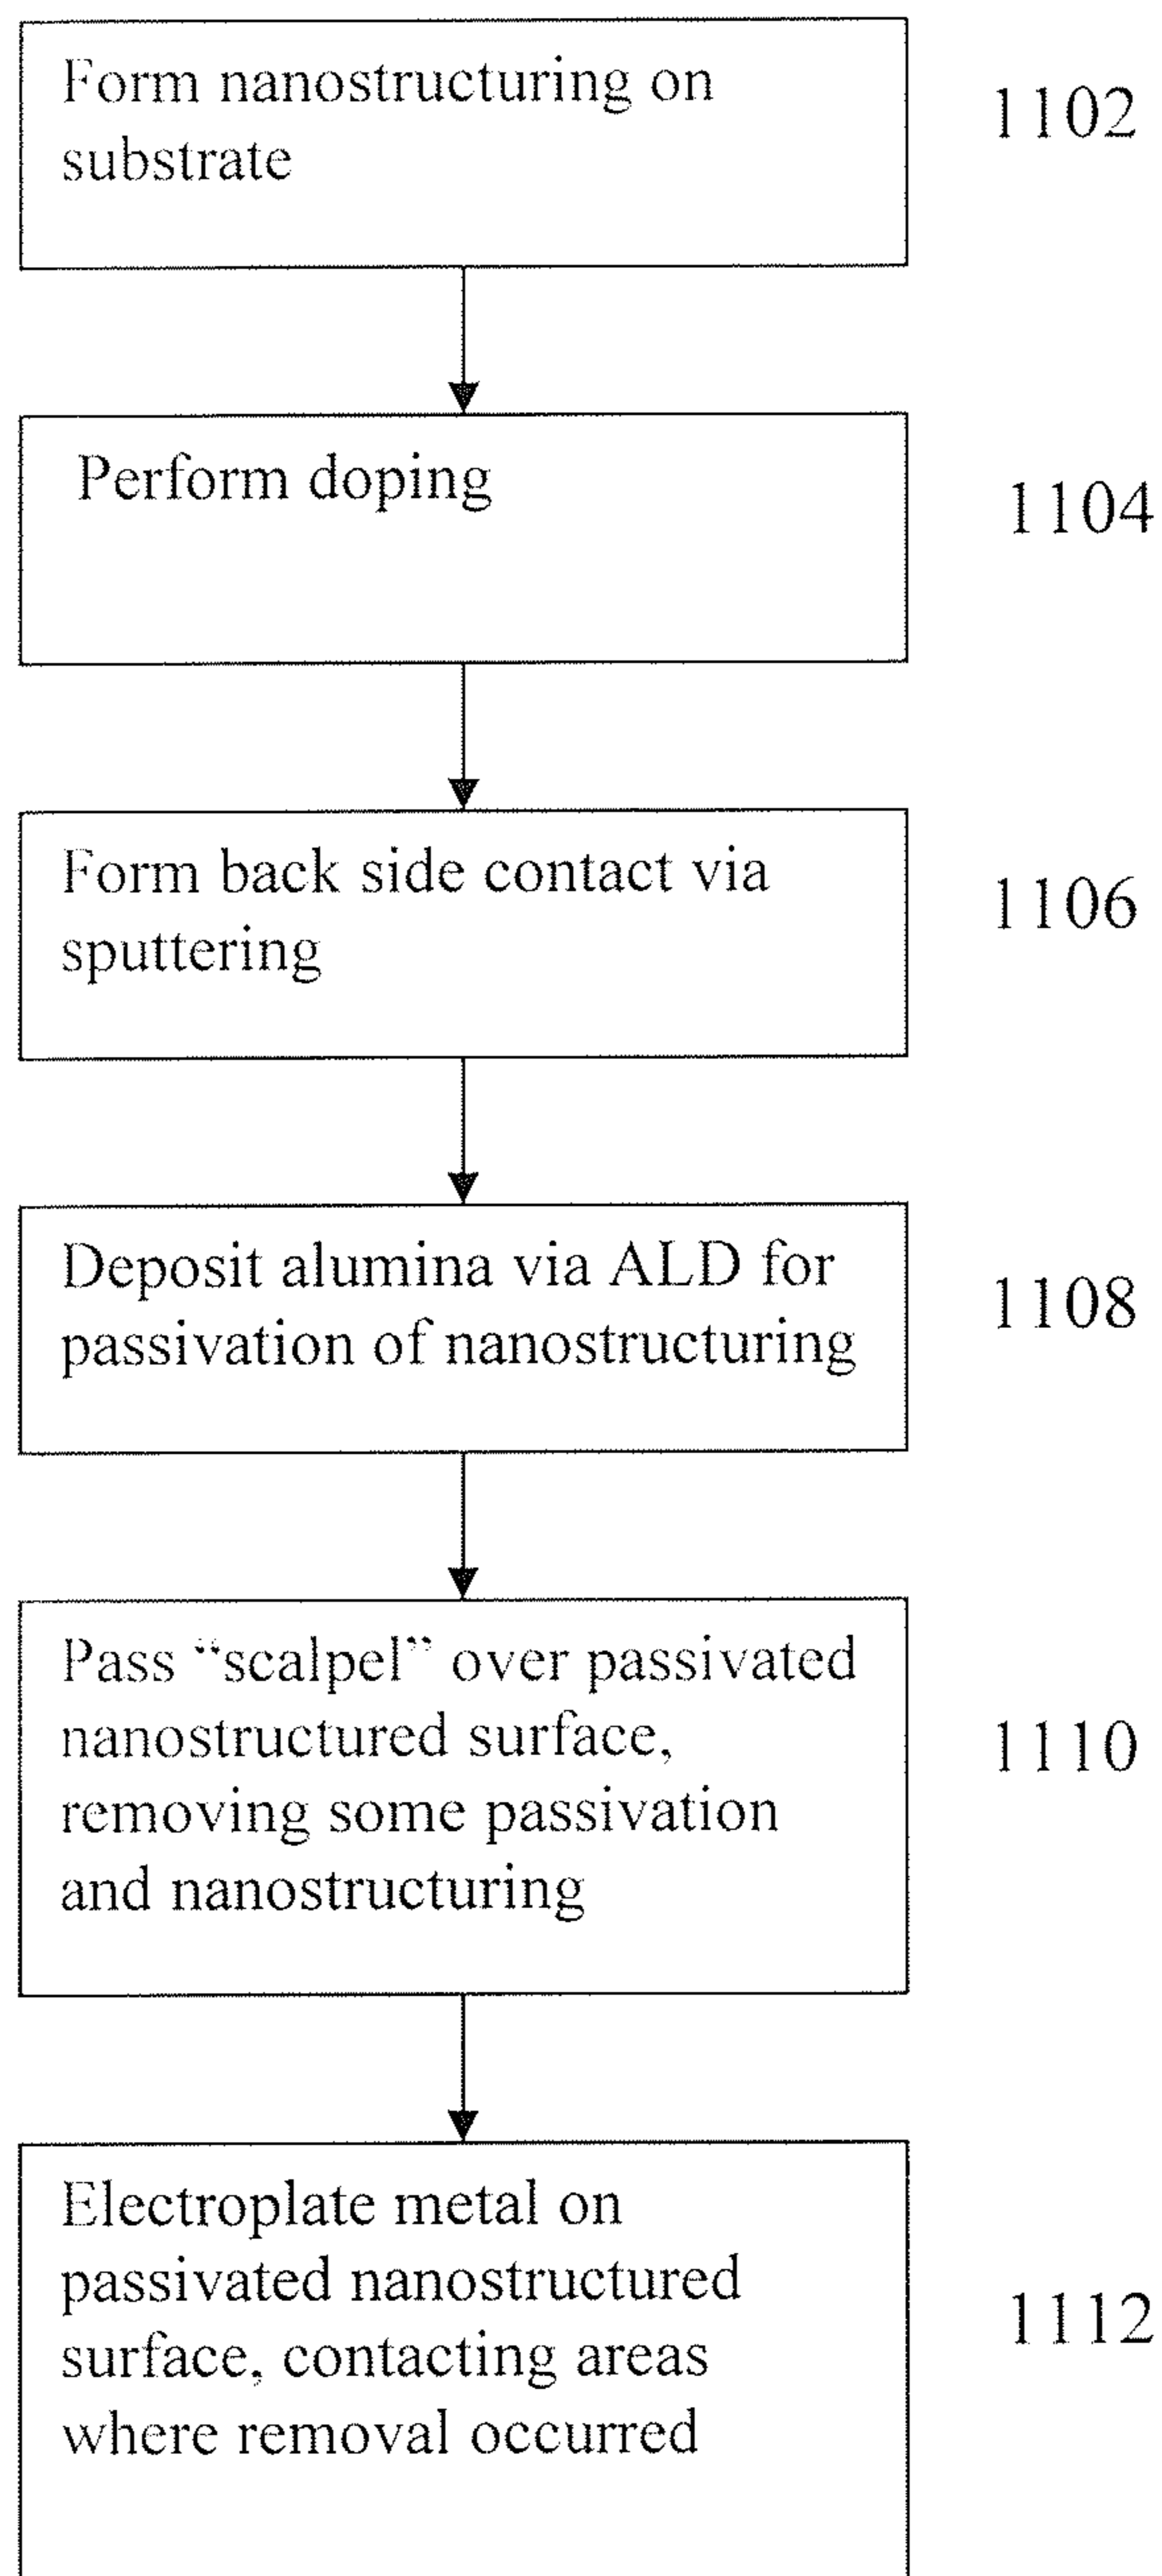 Form nanostructuring on
substrate
1102
Perform doping
1104
Form back side contact via
sputtering
1106
Deposit alumina via ALD for
passivation of nanostructuring
1108
Pass “scalpel” over passivated
nanostructured surface,
removing some passivation
and nanostructuring
1110
Electroplate metal on
passivated nanostructured
surface, contacting areas
where removal occurred
1112